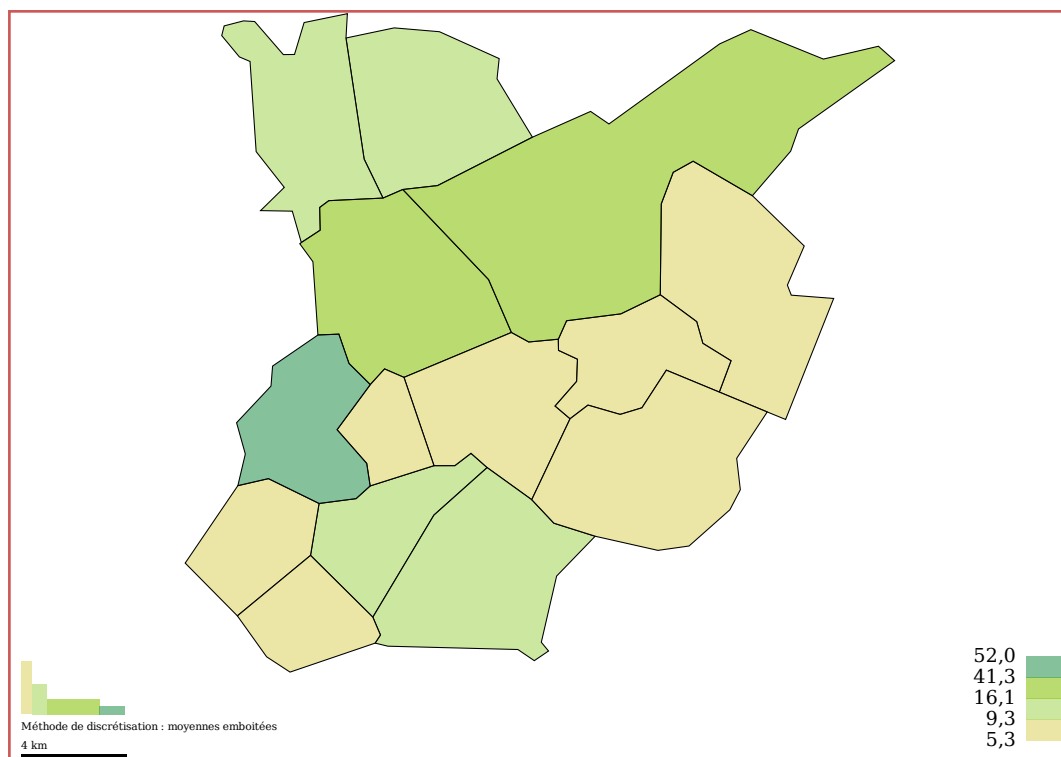 52,0
41,3
16,1
9,3
5,3
Méthode de discrétisation : moyennes emboitées
4 km